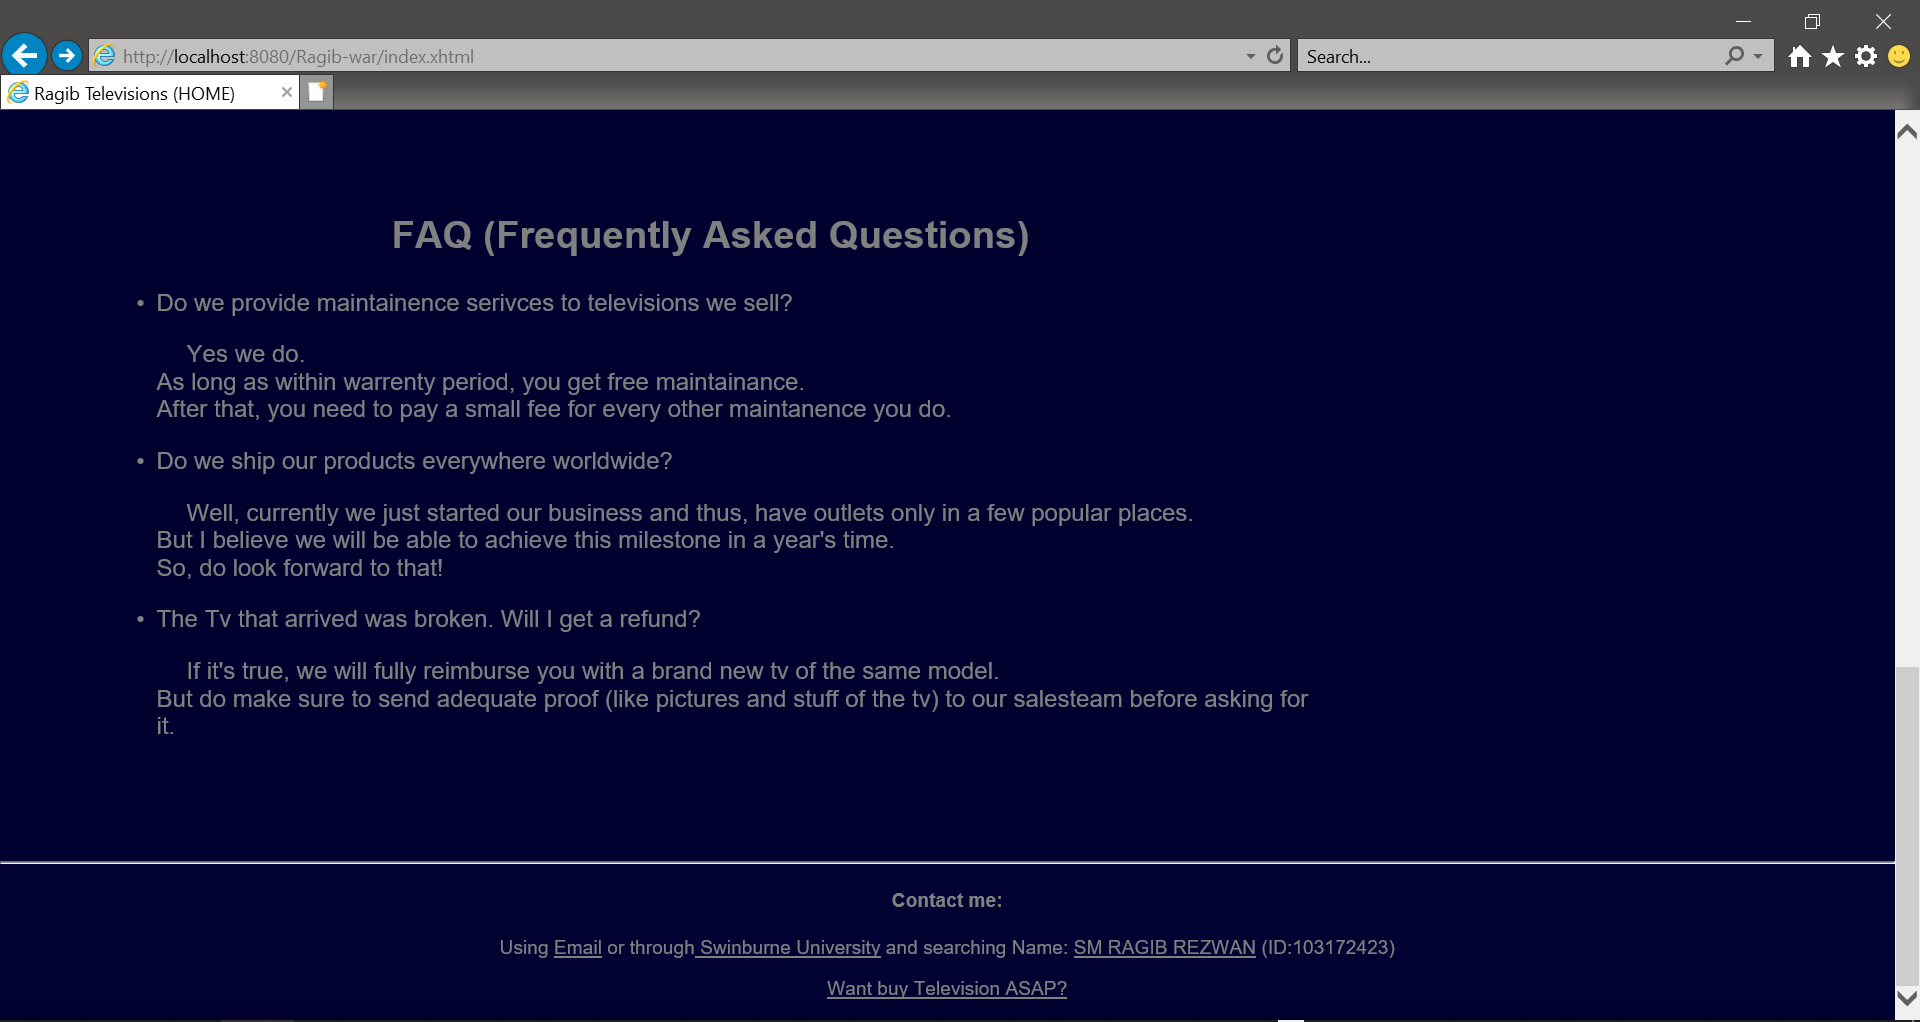 http://localhost:8080/Ragib-war/index.xhtml
Search...
Ragib Televisions (HOME)
FAQ (Frequently Asked Questions)
• Do we provide maintainence serivces to televisions we sell?
Yes we do.
As long as within warrenty period, you get free maintainance.
After that, you need to pay a small fee for every other maintanence you do.
• Do we ship our products everywhere worldwide?
Well, currently we just started our business and thus, have outlets only in a few popular places.
But I believe we will be able to achieve this milestone in a year's time.
So, do look forward to that!
• The Tv that arrived was broken. Will I get a refund?
If it's true, we will fully reimburse you with a brand new tv of the same model.
But do make sure to send adequate proof (like pictures and stuff of the tv) to our salesteam before asking for
it.
Contact me:
Using Email or through Swinburne University and searching Name: SM RAGIB REZWAN (ID:103172423)
Want buy Television ASAP?